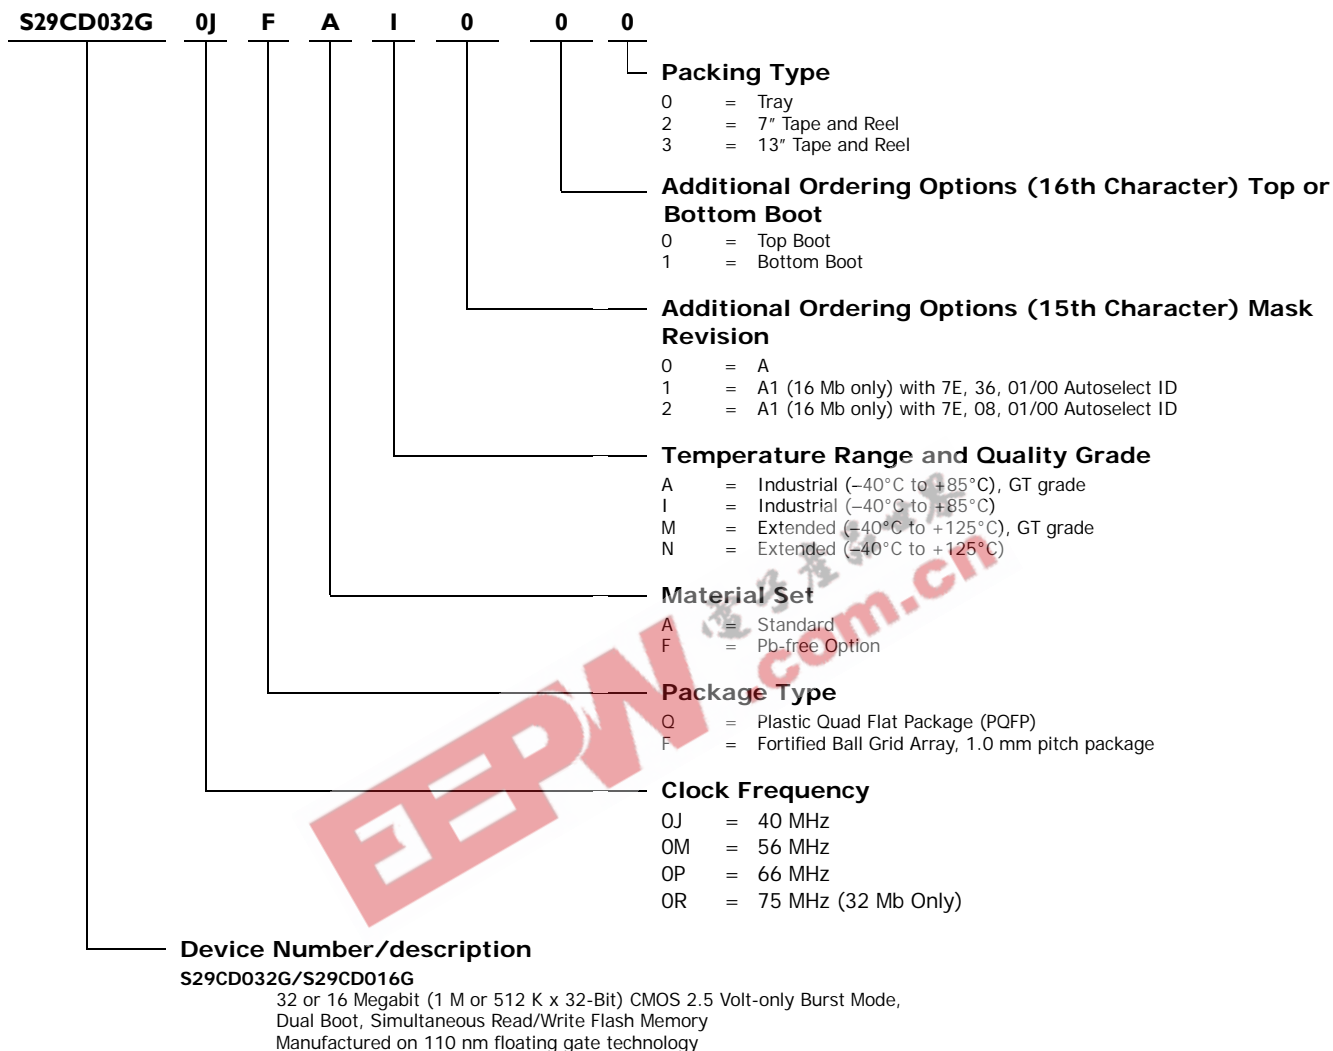 S29CD032G 0J F A I 0 0 0
Packing Type
0 = Tray
2 = 7″ Tape and Reel
3 = 13″ Tape and Reel
Additional Ordering Options (16th Character) Top or
Bottom Boot
0 = Top Boot
1 = Bottom Boot
Additional Ordering Options (15th Character) Mask
Revision
0 = A
1 = A1 (16 Mb only) with 7E, 36, 01/00 Autoselect ID
2 = A1 (16 Mb only) with 7E, 08, 01/00 Autoselect ID
Temperature Range and Quality Grade
A = Industrial (–40°C to +85°C), GT grade
I = Industrial (–40°C to +85°C)
M = Extended (–40°C to +125°C), GT grade
N = Extended (–40°C to +125°C)
Material Set
A = Standard
F = Pb-free Option
Package Type
Q = Plastic Quad Flat Package (PQFP)
F = Fortified Ball Grid Array, 1.0 mm pitch package
Clock Frequency
0J = 40 MHz
0M = 56 MHz
0P = 66 MHz
0R = 75 MHz (32 Mb Only)
Device Number/description
S29CD032G/S29CD016G
32 or 16 Megabit (1 M or 512 K x 32-Bit) CMOS 2.5 Volt-only Burst Mode,
Dual Boot, Simultaneous Read/Write Flash Memory
Manufactured on 110 nm floating gate technology
EEPW
.com.cn
電子產品世界